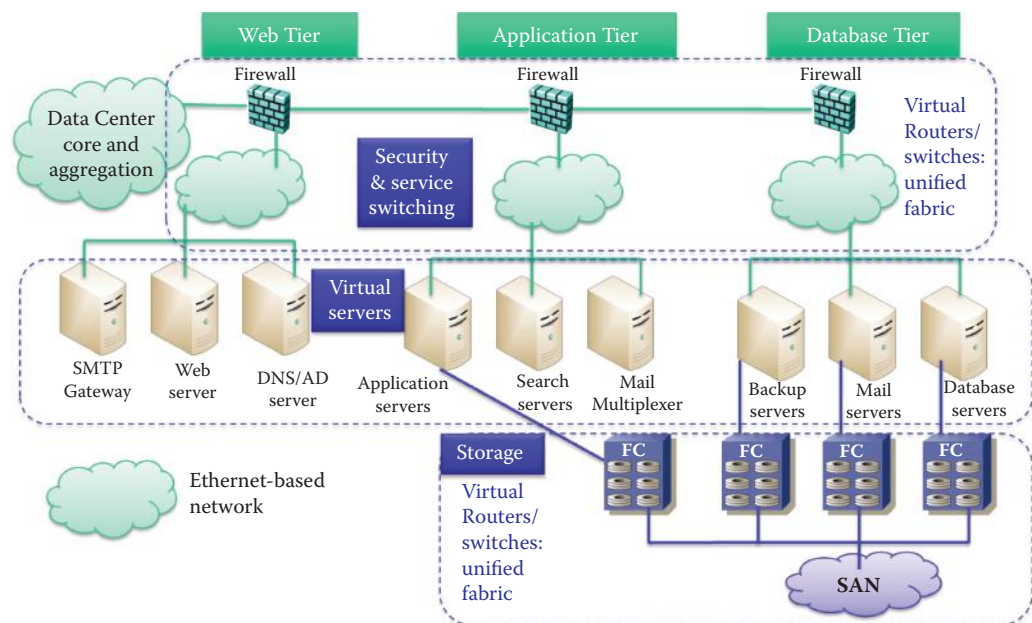 Web Tier
Application Tier
Database Tier
Firewall
Firewall
Firewall
Data Center
core and
aggregation
Security
& service
switching
Virtual
Routers/
switches:
unified
fabric
Virtual
servers
SMTP
Gateway
Web
server
DNS/AD
server
Application
servers
Search
servers
Mail
Multiplexer
Backup
servers
Mail
servers
Database
servers
Ethernet-based
network
Storage
Virtual
Routers/
switches:
unified
fabric
FC
FC
FC
FC
SAN